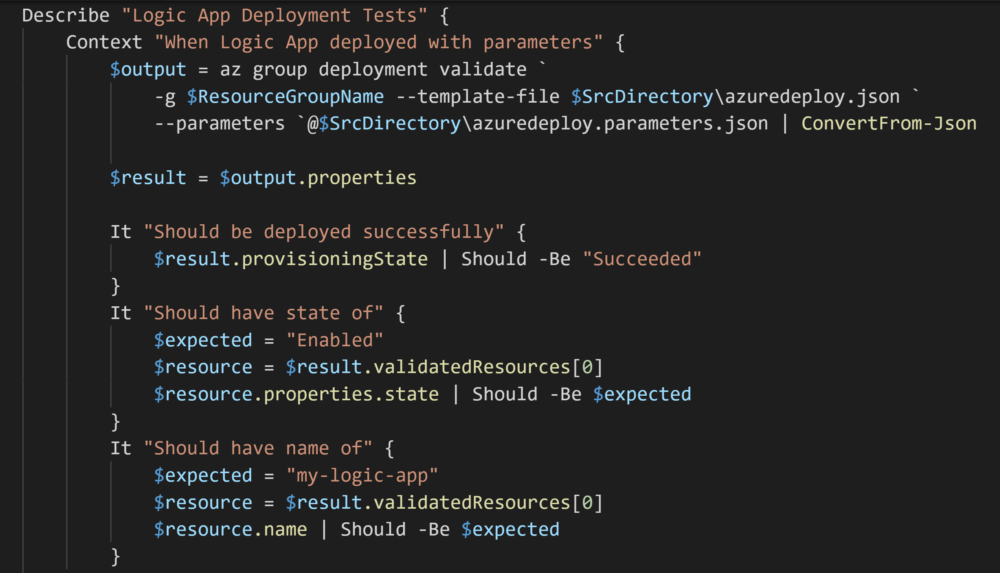 Describe "Logic App Deployment Tests" {
    Context "When Logic App deployed with parameters" {
        $output = az group deployment validate `
            -g $ResourceGroupName --template-file $SrcDirectory\azuredeploy.json `
            --parameters `@$SrcDirectory\azuredeploy.parameters.json | ConvertFrom-Json
        $result = $output.properties
        It "Should be deployed successfully" {
            $result.provisioningState | Should -Be "Succeeded"
        }
        It "Should have state of" {
            $expected = "Enabled"
            $resource = $result.validatedResources[0]
            $resource.properties.state | Should -Be $expected
        }
        It "Should have name of" {
            $expected = "my-logic-app"
            $resource = $result.validatedResources[0]
            $resource.name | Should -Be $expected
        }